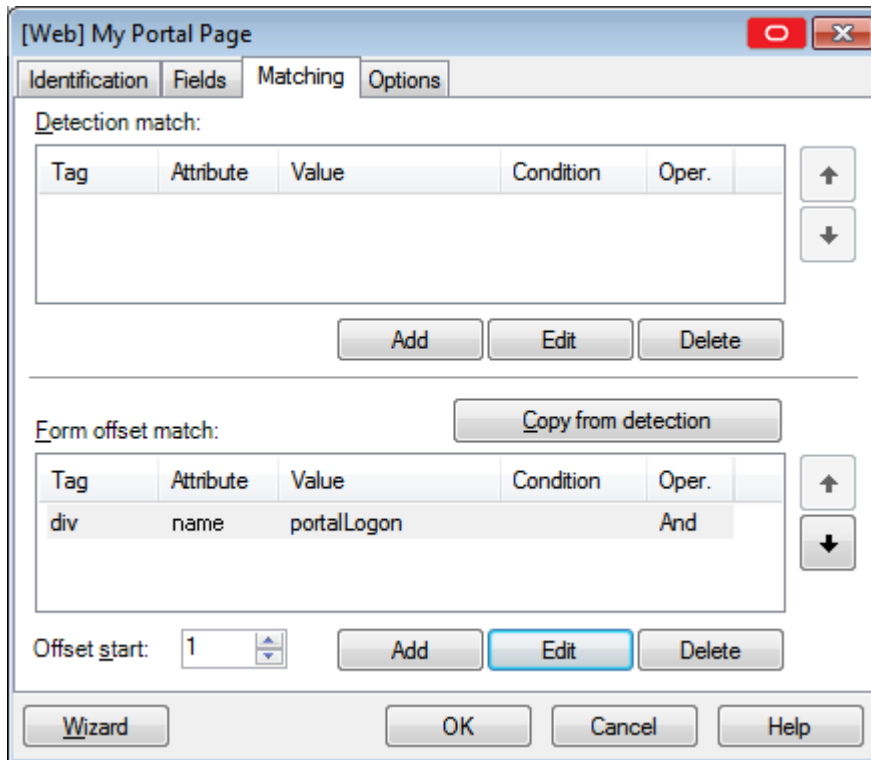 [Web] My Portal Page
Identification Fields Matching Options
Detection match:
Tag Attribute Value Condition Oper.
Add Edit Delete
Copy from detection
Form offset match:
Tag Attribute Value Condition Oper.
div name portalLogon And
Offset start: 1 Add Edit Delete
Wizard OK Cancel Help